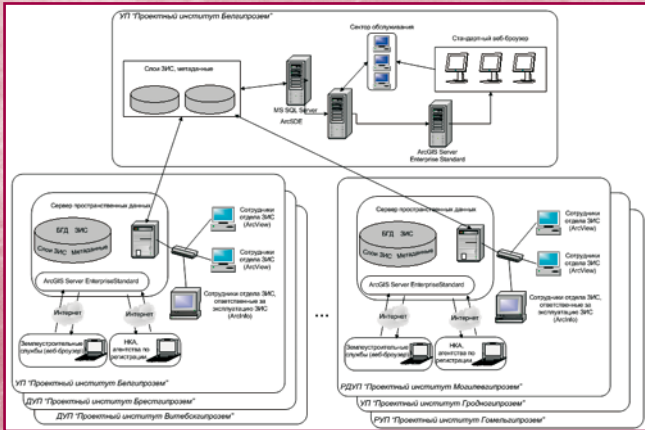 УП "Проектный институт Белгипрозем"
Сектор обслуживания
Стандартный веб-браузер
Слои ЗИС, метаданные
MS SQL Server
ArcSDE
ArcGIS Server
Enterprise Standard
Сервер пространственных данных
БГД ЗИС
Слои ЗИС Метаданные
ArcGIS Server EnterpriseStandard
Сотрудники
отдела ЗИС
(ArcView)
Сотрудники
отдела ЗИС
(ArcView)
Сотрудники отдела ЗИС,
ответственные за
эксплуатацию ЗИС
(ArcInfo)
Интернет
Интернет
Землеустроительные
службы (веб-браузер)
НКА,
агентства по
регистрации
УП "Проектный институт Белгипрозем"
ДУП "Проектный институт Брестгипрозем"
ДУП "Проектный институт Витебскгипрозем"
...
Сервер пространственных данных
БГД ЗИС
Слои ЗИС Метаданные
ArcGIS Server EnterpriseStandard
Сотрудники
отдела ЗИС
(ArcView)
Сотрудники
отдела ЗИС
(ArcView)
Сотрудники отдела ЗИС,
ответственные за
эксплуатацию ЗИС
(ArcInfo)
Интернет
Интернет
Землеустроительные
службы (веб-браузер)
НКА,
агентства по
регистрации
РДУП "Проектный институт Могилевгипрозем"
УП "Проектный институт Гродногипрозем"
РУП "Проектный институт Гомельгипрозем"